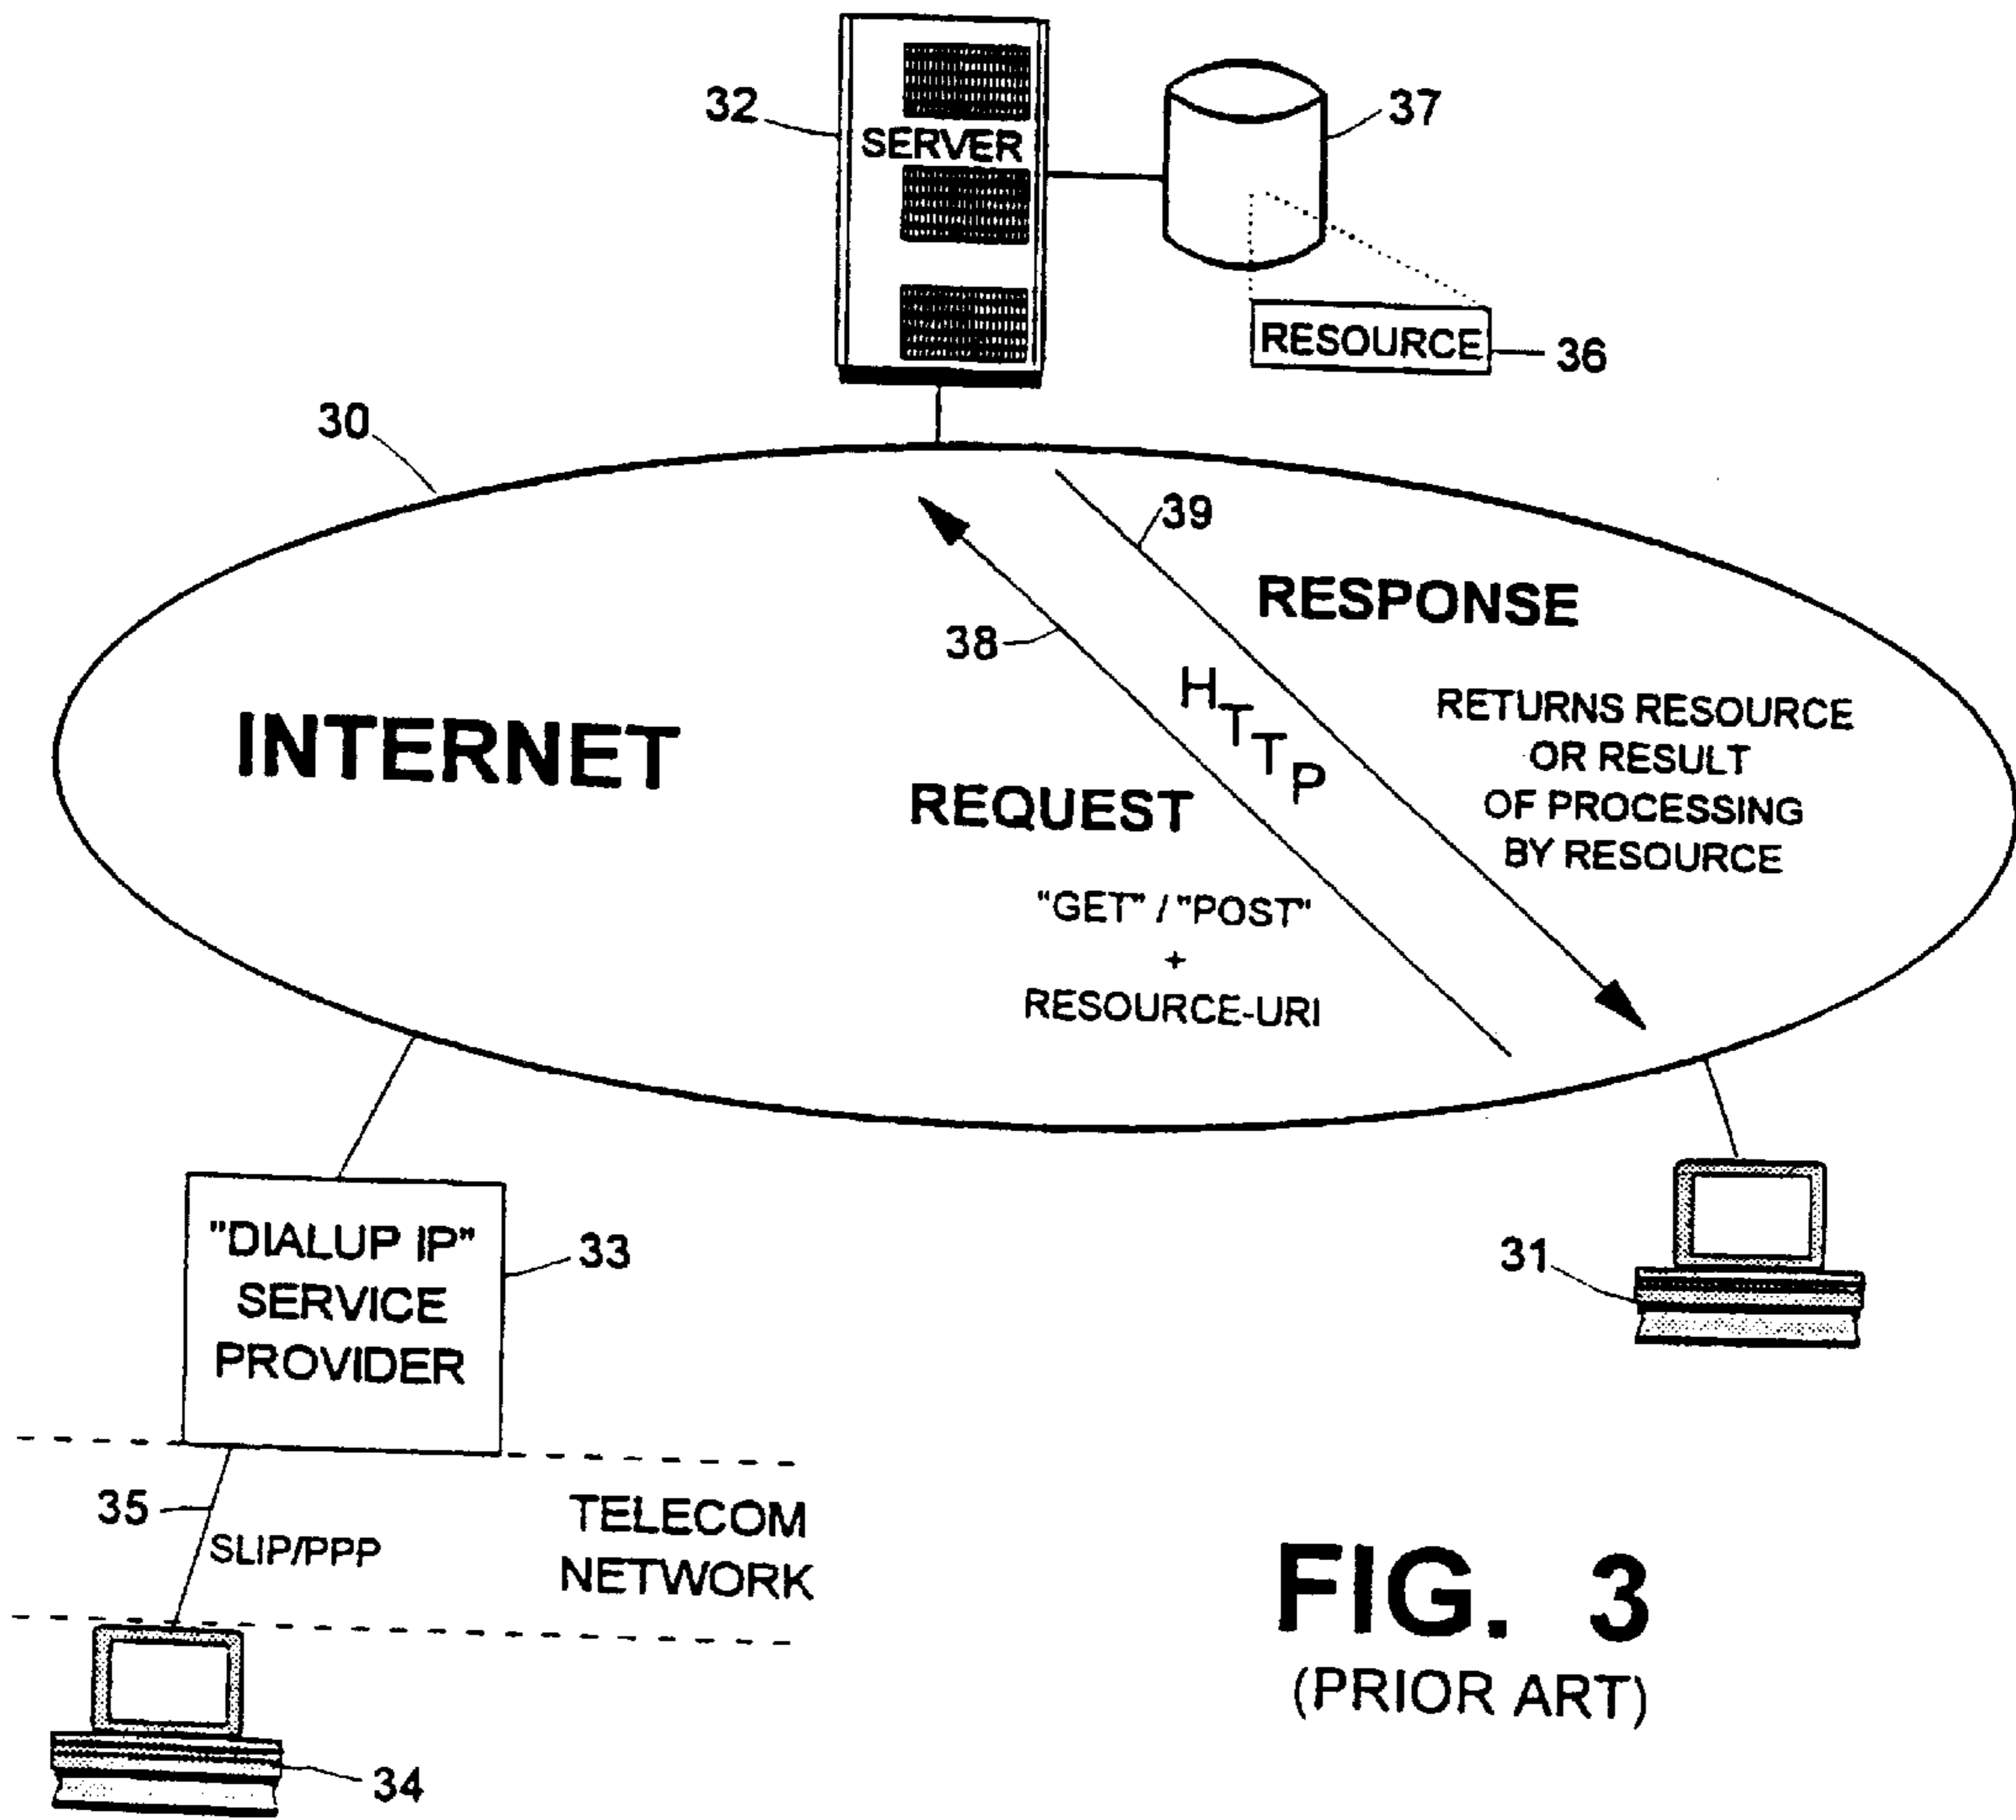 32
SERVER
37
RESOURCE
36
30
39
RESPONSE
38
HTTP
RETURNS RESOURCE
OR RESULT
OF PROCESSING
BY RESOURCE
INTERNET
REQUEST
"GET" / "POST"
+
RESOURCE-URI
"DIALUP IP"
SERVICE
PROVIDER
33
31
35
SLIP/PPP
TELECOM
NETWORK
34
FIG. 3
(PRIOR ART)